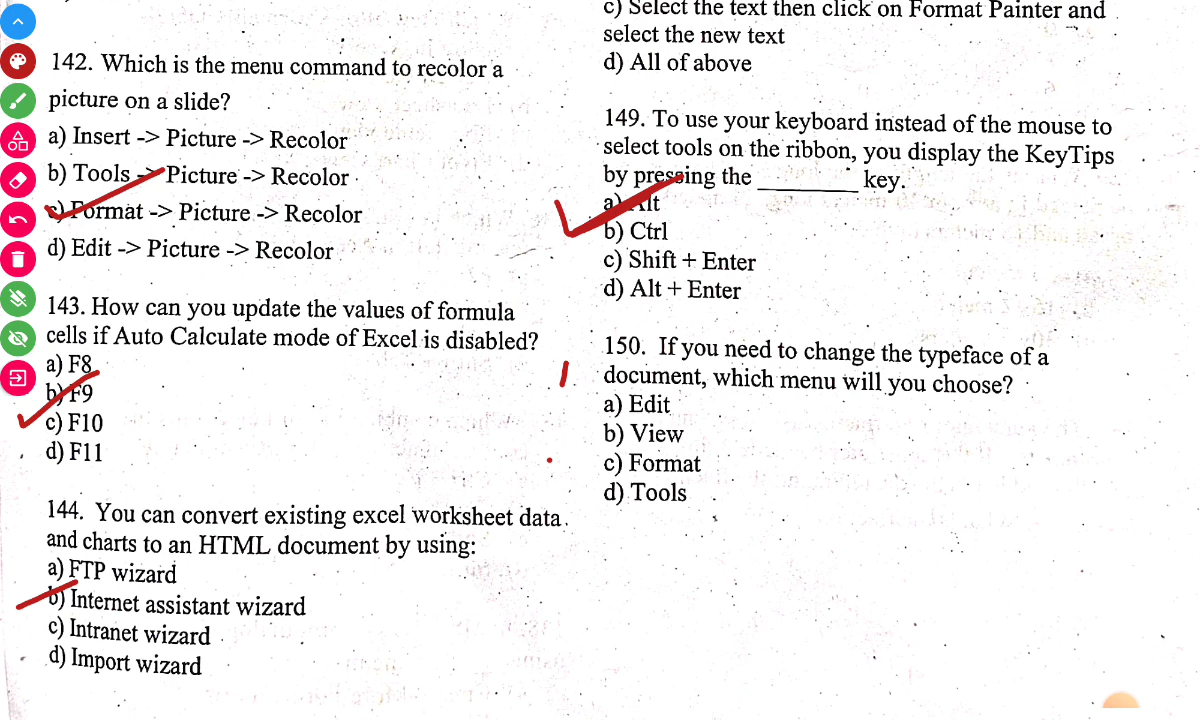 142. Which is the menu command to recolor a
picture on a slide?
a) Insert -> Picture -> Recolor
b) Tools -> Picture -> Recolor
c) Format -> Picture -> Recolor
d) Edit -> Picture -> Recolor
143. How can you update the values of formula
cells if Auto Calculate mode of Excel is disabled?
a) F8
b) F9
c) F10
d) F11
144. You can convert existing excel worksheet data
and charts to an HTML document by using:
a) FTP wizard
b) Internet assistant wizard
c) Intranet wizard
d) Import wizard
c) Select the text then click on Format Painter and
select the new text
d) All of above
149. To use your keyboard instead of the mouse to
select tools on the ribbon, you display the KeyTips
by pressing the __________ key.
a) Alt
b) Ctrl
c) Shift + Enter
d) Alt + Enter
150. If you need to change the typeface of a
document, which menu will you choose?
a) Edit
b) View
c) Format
d) Tools